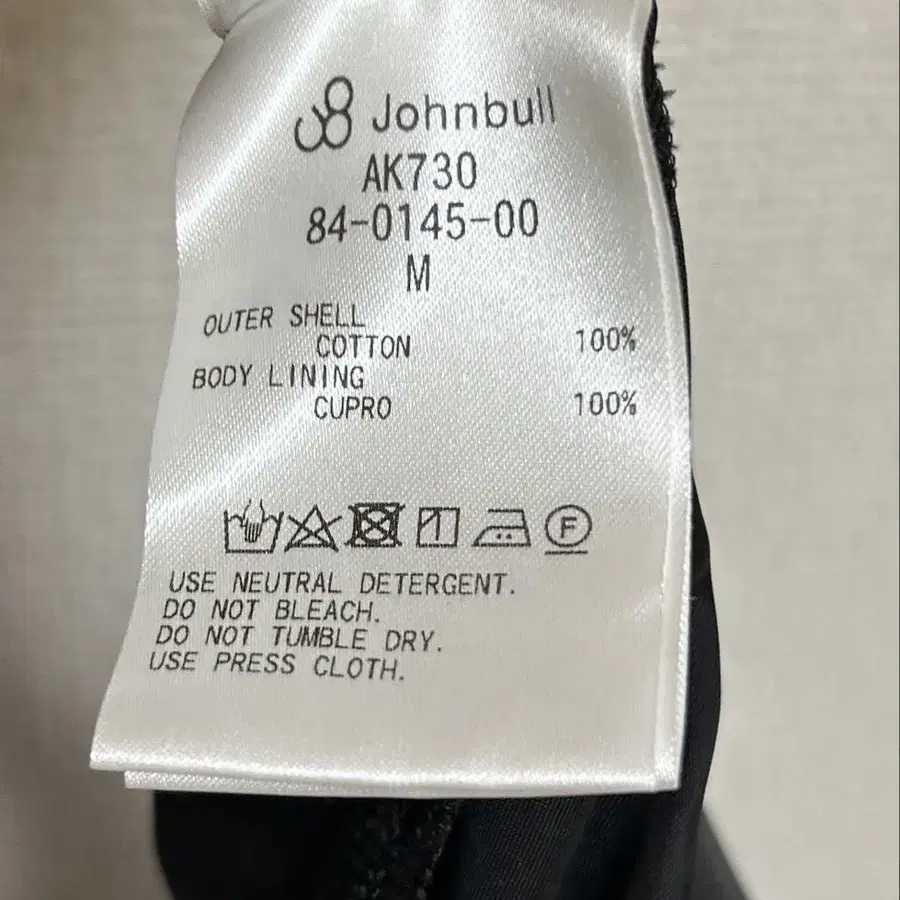 Johnbull
AK730
84-0145-00
M
OUTER SHELL
COTTON 100%
BODY LINING
CUPRO 100%
F
USE NEUTRAL DETERGENT.
DO NOT BLEACH.
DO NOT TUMBLE DRY.
USE PRESS CLOTH.